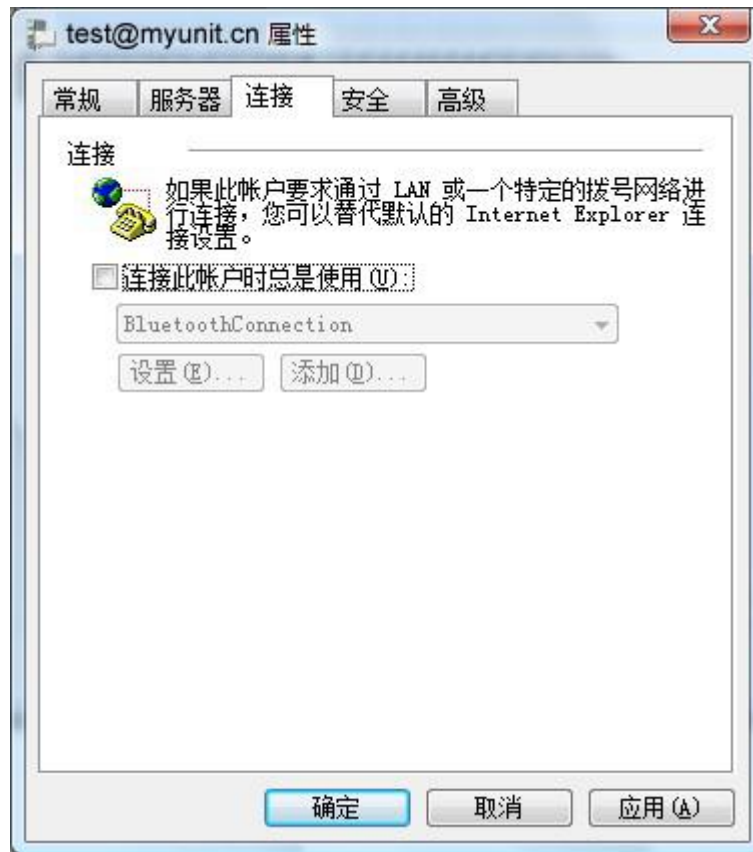 test@myunit.cn 属性
常规 服务器 连接 安全 高级
连接
如果此帐户要求通过 LAN 或一个特定的拨号网络进
行连接，您可以替代默认的 Internet Explorer 连
接设置。
连接此帐户时总是使用(U):
BluetoothConnection
设置(E)... 添加(D)...
确定 取消 应用(A)